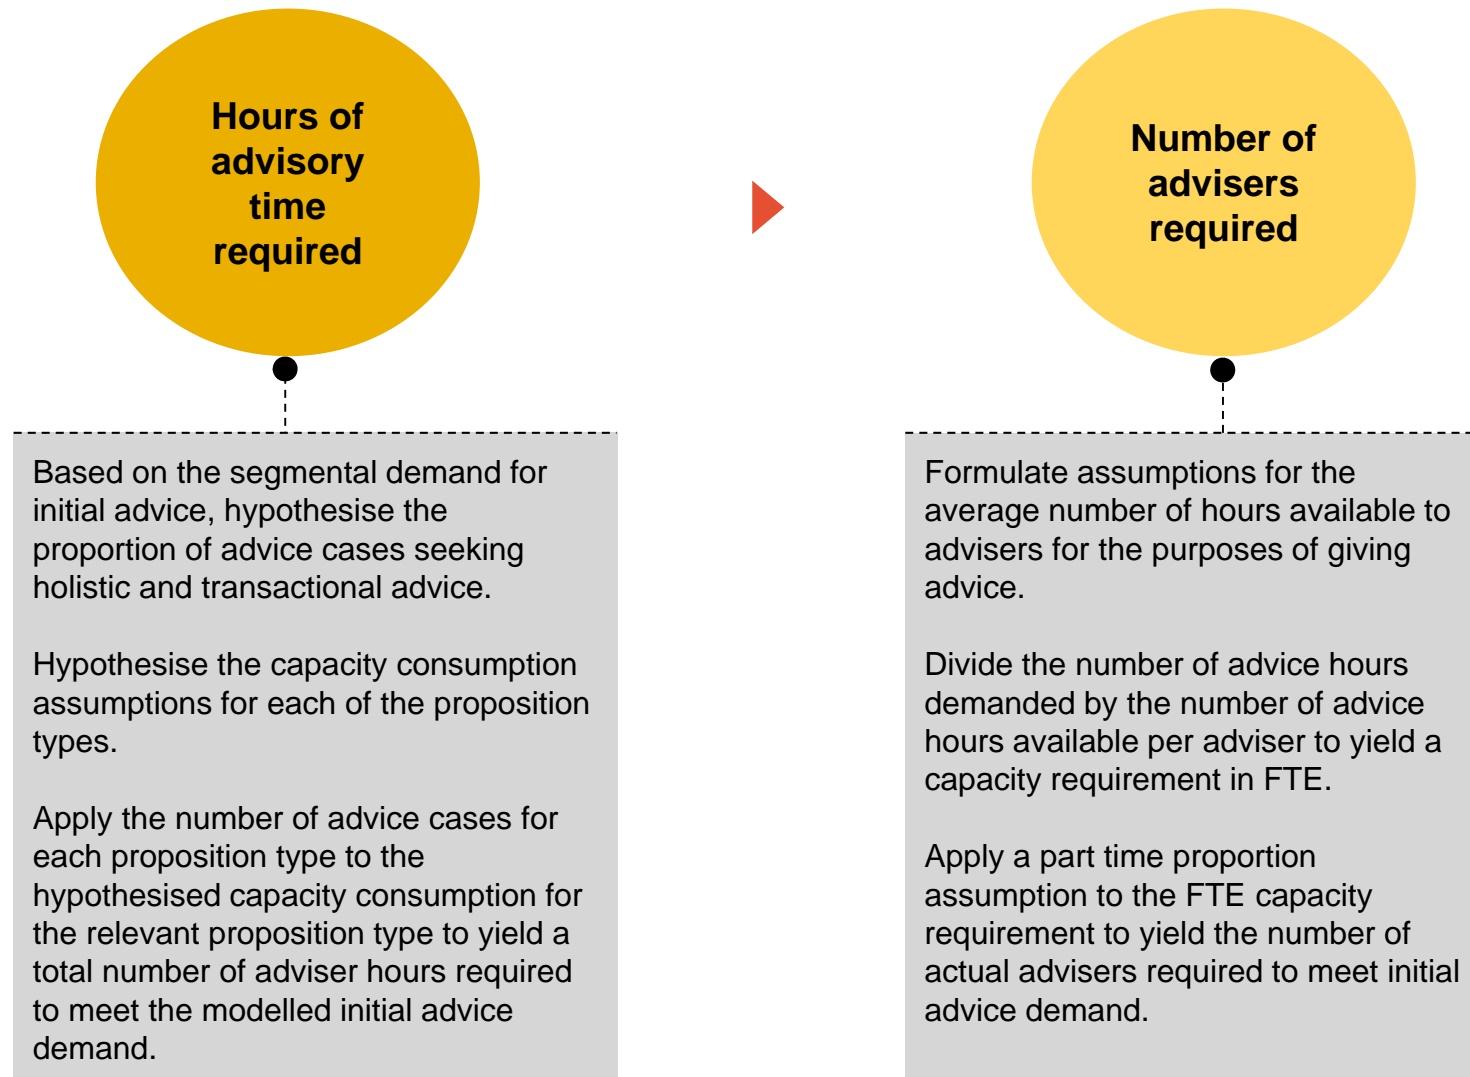 Hours of
advisory
time
required
Number of
advisers
required
Based on the segmental demand for
initial advice, hypothesise the
proportion of advice cases seeking
holistic and transactional advice.
Hypothesise the capacity consumption
assumptions for each of the proposition
types.
Apply the number of advice cases for
each proposition type to the
hypothesised capacity consumption for
the relevant proposition type to yield a
total number of adviser hours required
to meet the modelled initial advice
demand.
Formulate assumptions for the
average number of hours available to
advisers for the purposes of giving
advice.
Divide the number of advice hours
demanded by the number of advice
hours available per adviser to yield a
capacity requirement in FTE.
Apply a part time proportion
assumption to the FTE capacity
requirement to yield the number of
actual advisers required to meet initial
advice demand.